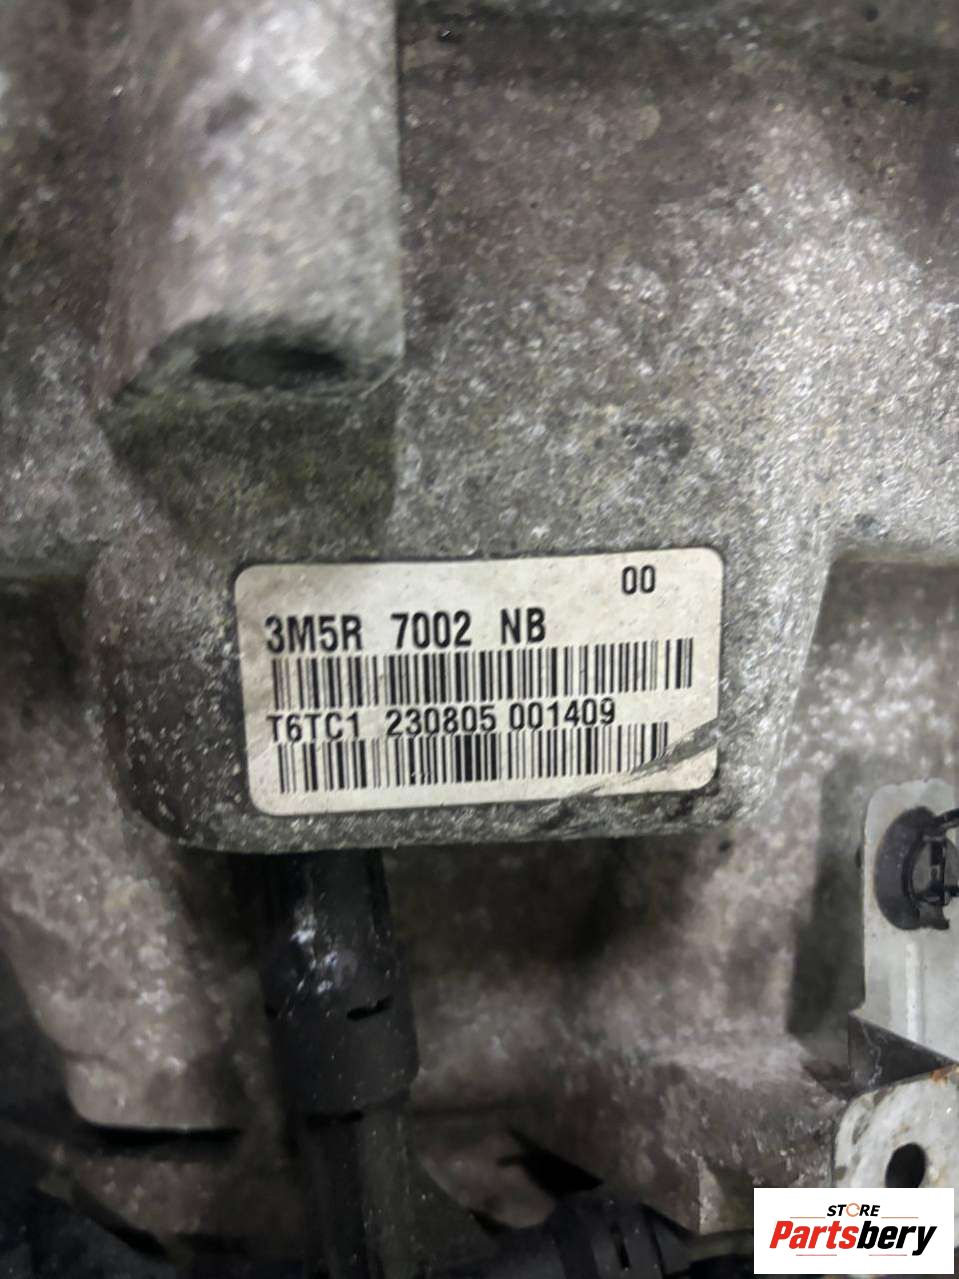 00
3M5R 7002 NB
T6TC1 230805 001409
STORE
Partsbery